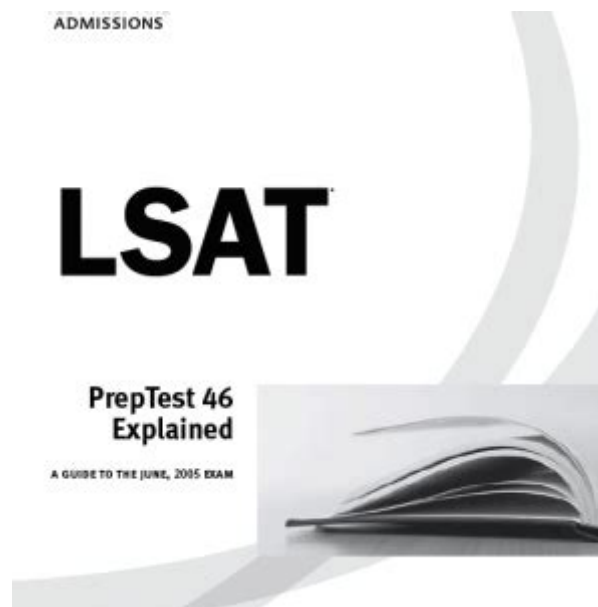 ADMISSIONS
LSAT
PrepTest 46
Explained
A GUIDE TO THE JUNE, 2005 EXAM